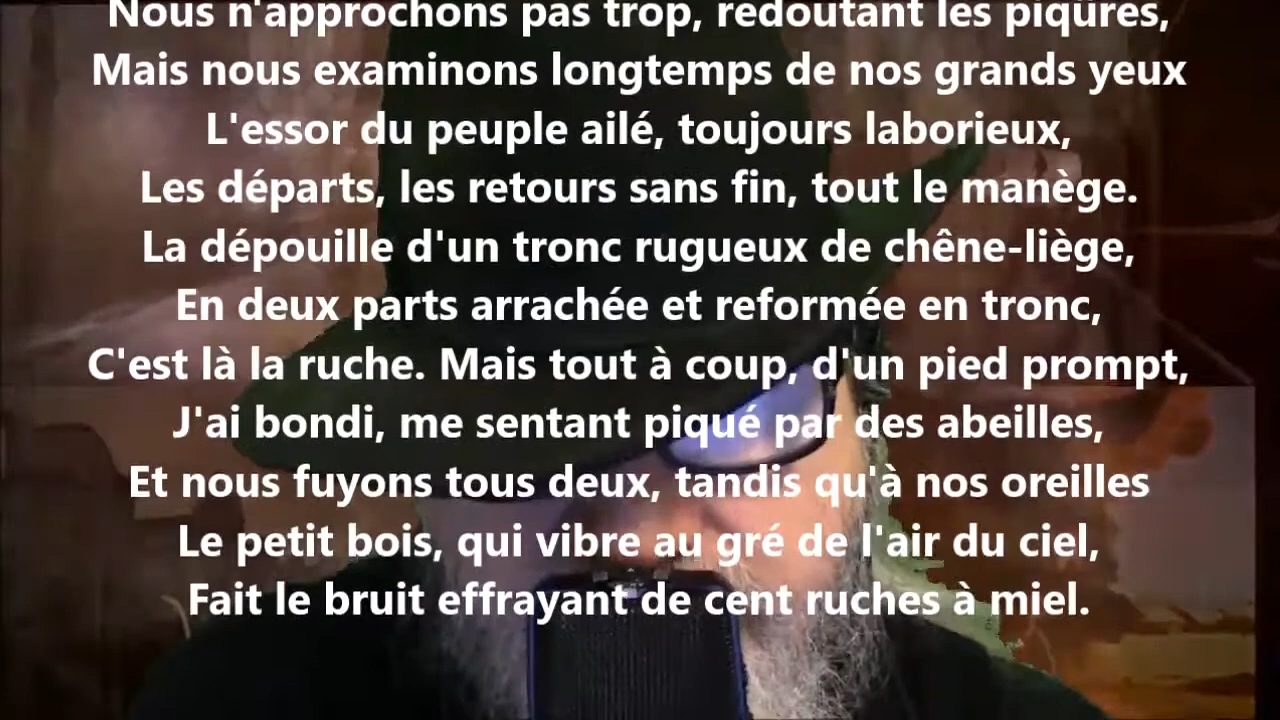 Nous n'approchons pas trop, redoutant les piqûres,
Mais nous examinons longtemps de nos grands yeux
L'essor du peuple ailé, toujours laborieux,
Les départs, les retours sans fin, tout le manège.
La dépouille d'un tronc rugueux de chêne-liège,
En deux parts arrachée et reformée en tronc,
C'est là la ruche. Mais tout à coup, d'un pied prompt,
J'ai bondi, me sentant piqué par des abeilles,
Et nous fuyons tous deux, tandis qu'à nos oreilles
Le petit bois, qui vibre au gré de l'air du ciel,
Fait le bruit effrayant de cent ruches à miel.